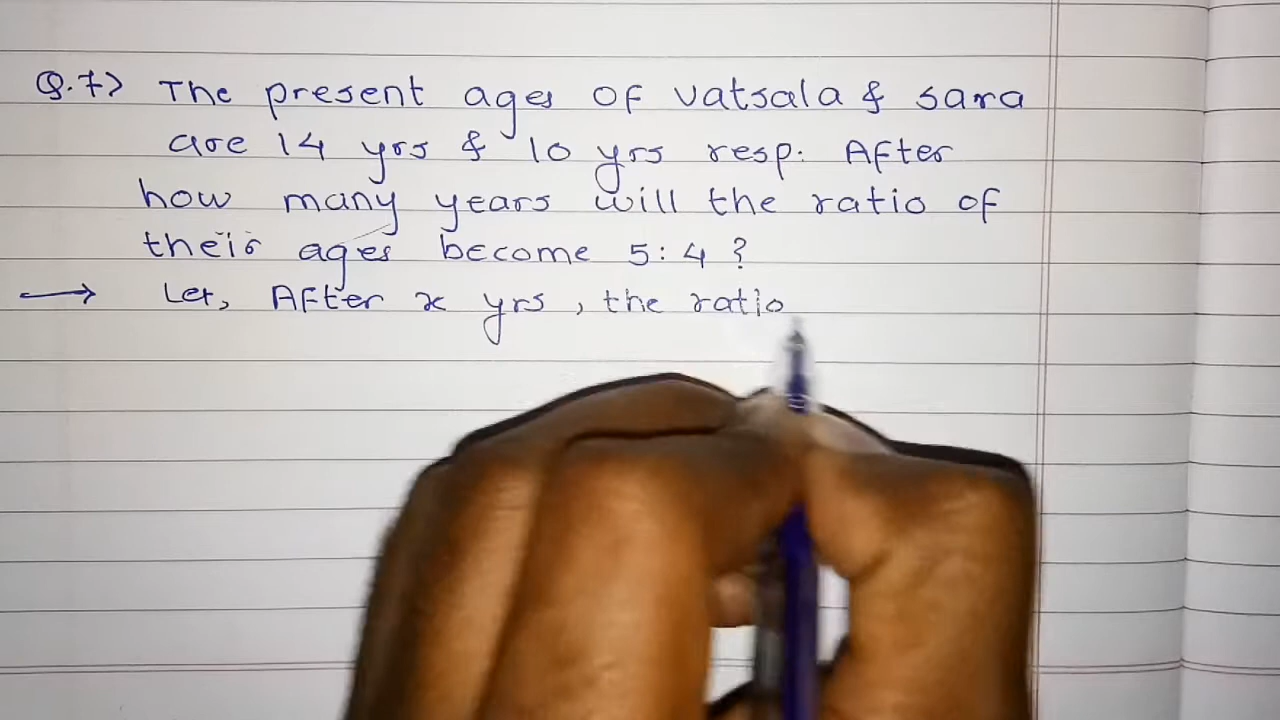 Q.7) The present ages of vatsala & sara
are 14 yrs & 10 yrs resp. After
how many years will the ratio of
their ages become 5:4 ?
→ Let, After x yrs, the ratio